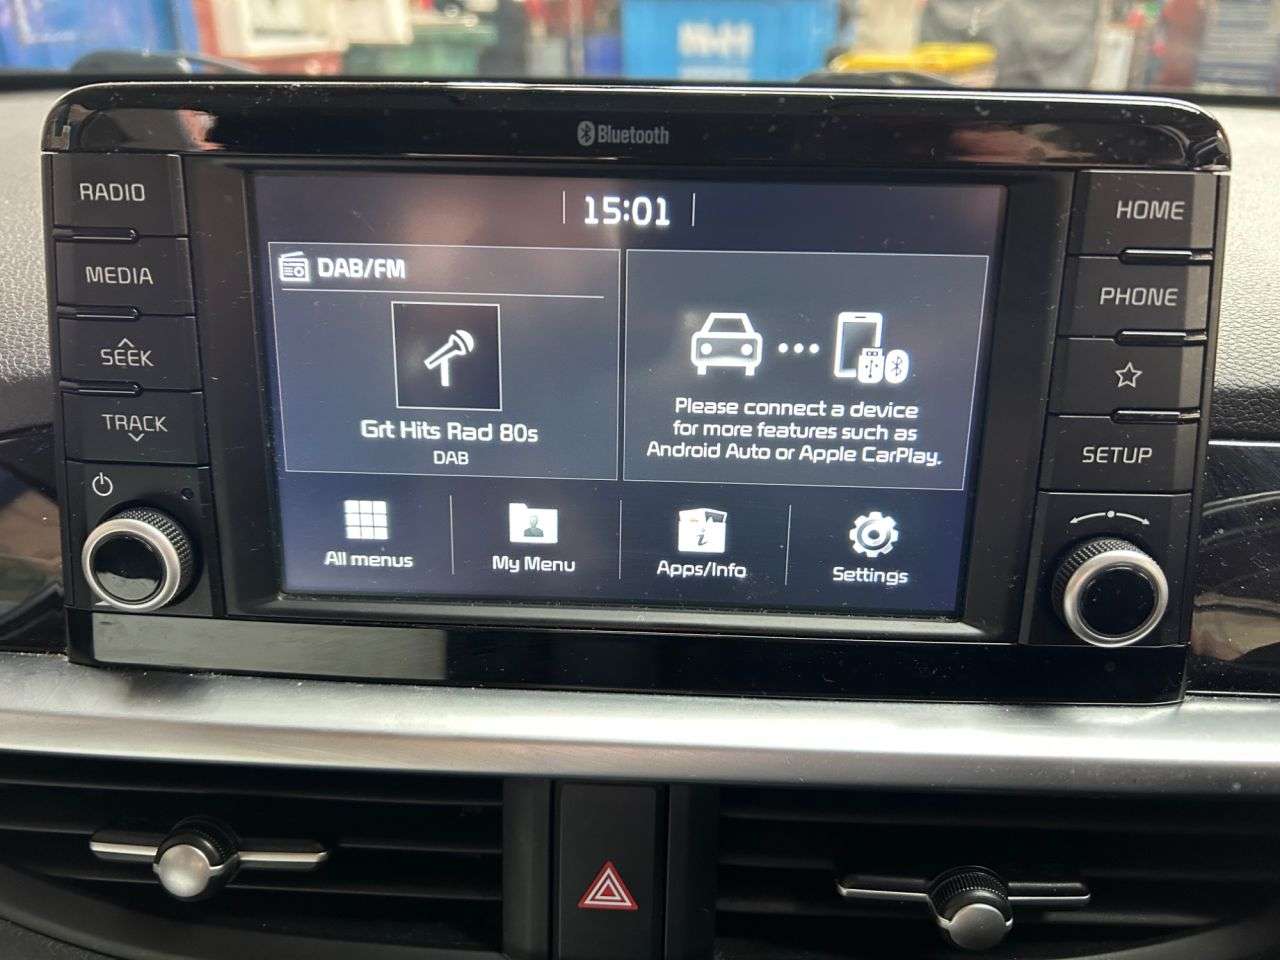 Bluetooth
RADIO
MEDIA
SEEK
TRACK
15:01
DAB/FM
Grt Hits Rad 80s
DAB
Please connect a device
for more features such as
Android Auto or Apple CarPlay.
All menus
My Menu
Apps/Info
Settings
HOME
PHONE
SETUP